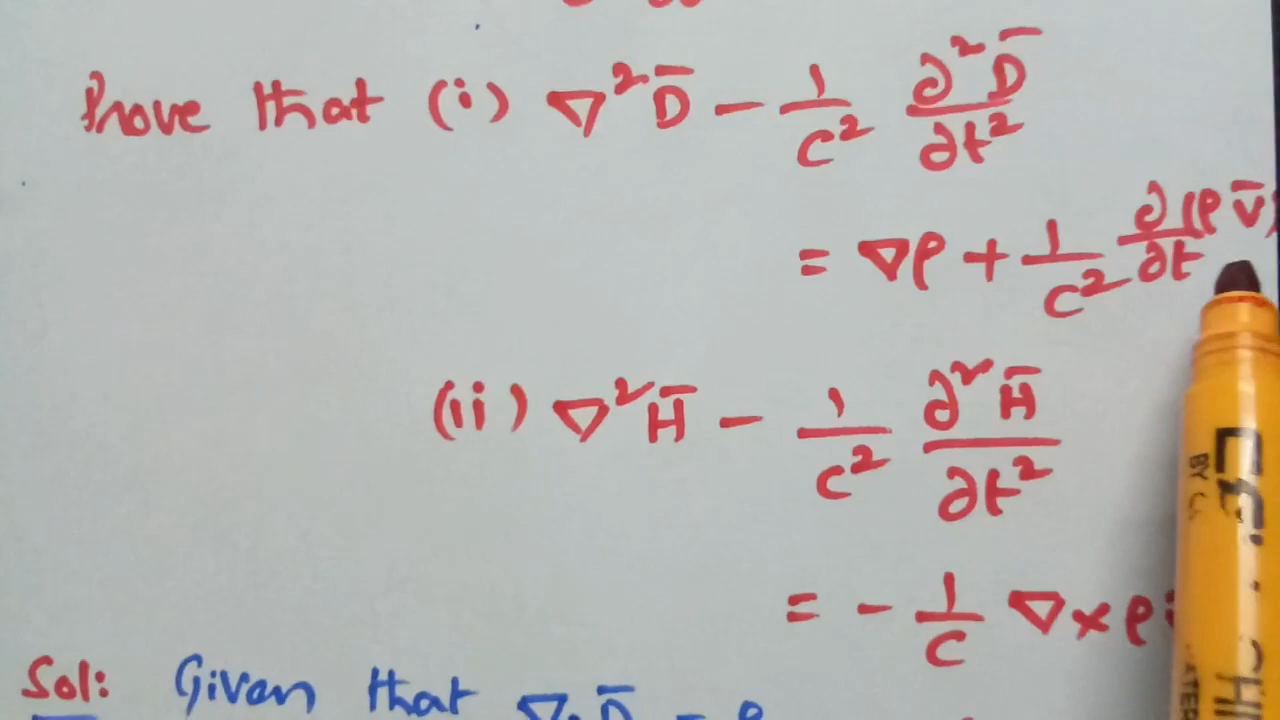 Prove that (i) ∇²D̄ − 1/c² ∂²D̄/∂t²
= ∇ρ + 1/c² ∂/∂t (ρv̄)
(ii) ∇²H̄ − 1/c² ∂²H̄/∂t²
= − 1/c ∇×ρ
Sol: Given that ∇.D̄ = ρ